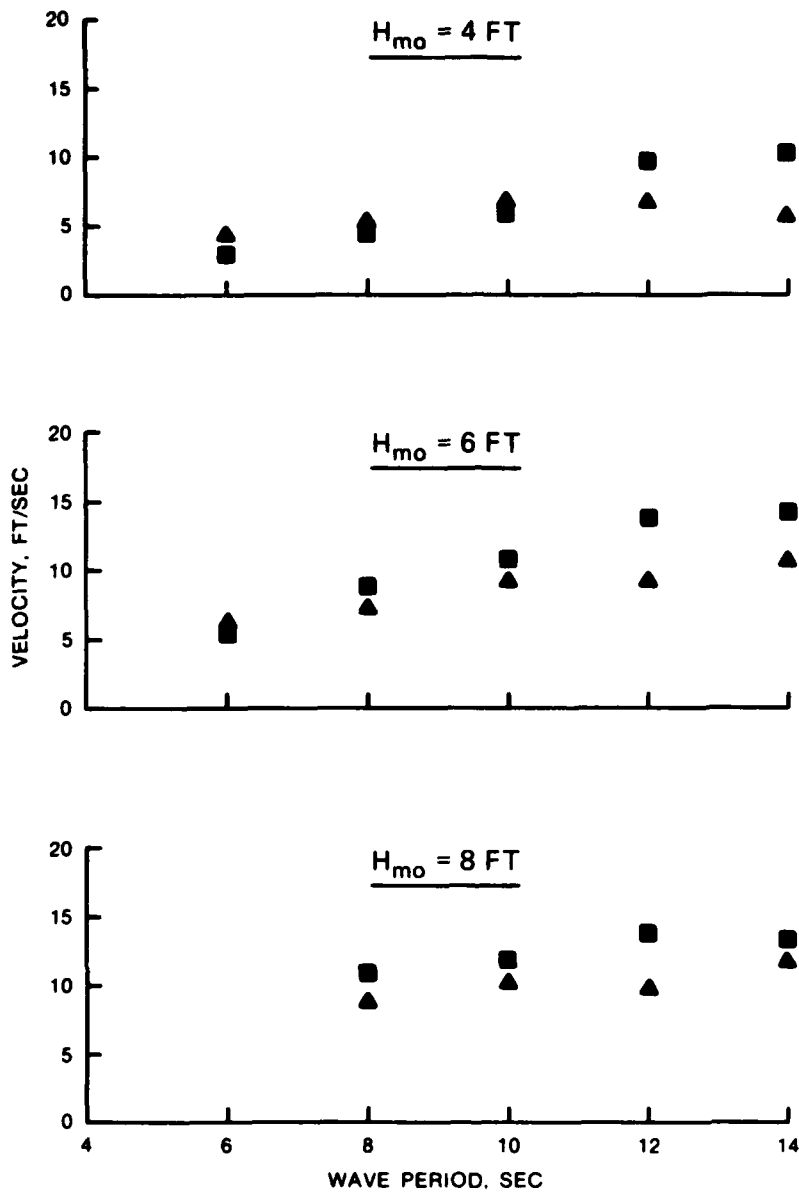 20
H_mo = 4 FT
15
10
5
0
20
H_mo = 6 FT
15
10
5
0
VELOCITY, FT/SEC
20
H_mo = 8 FT
15
10
5
0
4 6 8 10 12 14
WAVE PERIOD, SEC